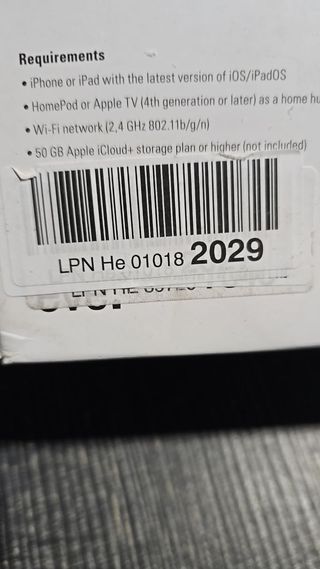 Requirements
• iPhone or iPad with the latest version of iOS/iPadOS
• HomePod or Apple TV (4th generation or later) as a home
• Wi-Fi network (2,4 GHz 802.11b/g/n)
• 50 GB Apple iCloud+ storage plan or higher (not included)
LPN He 01018 2029